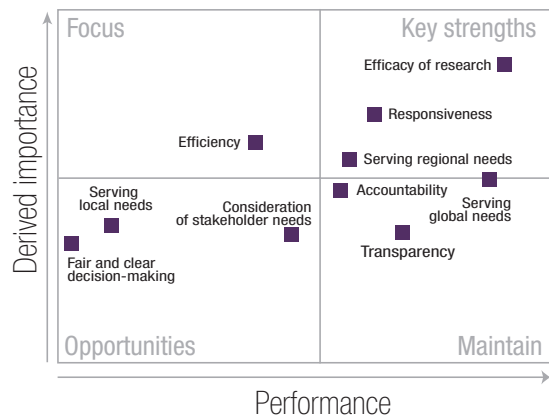 Focus
Key strengths
Efficacy of research
Responsiveness
Efficiency
Serving regional needs
Accountability
Serving
global needs
Serving
local needs
Consideration
of stakeholder needs
Transparency
Fair and clear
decision-making
Opportunities
Maintain
Derived importance
Performance